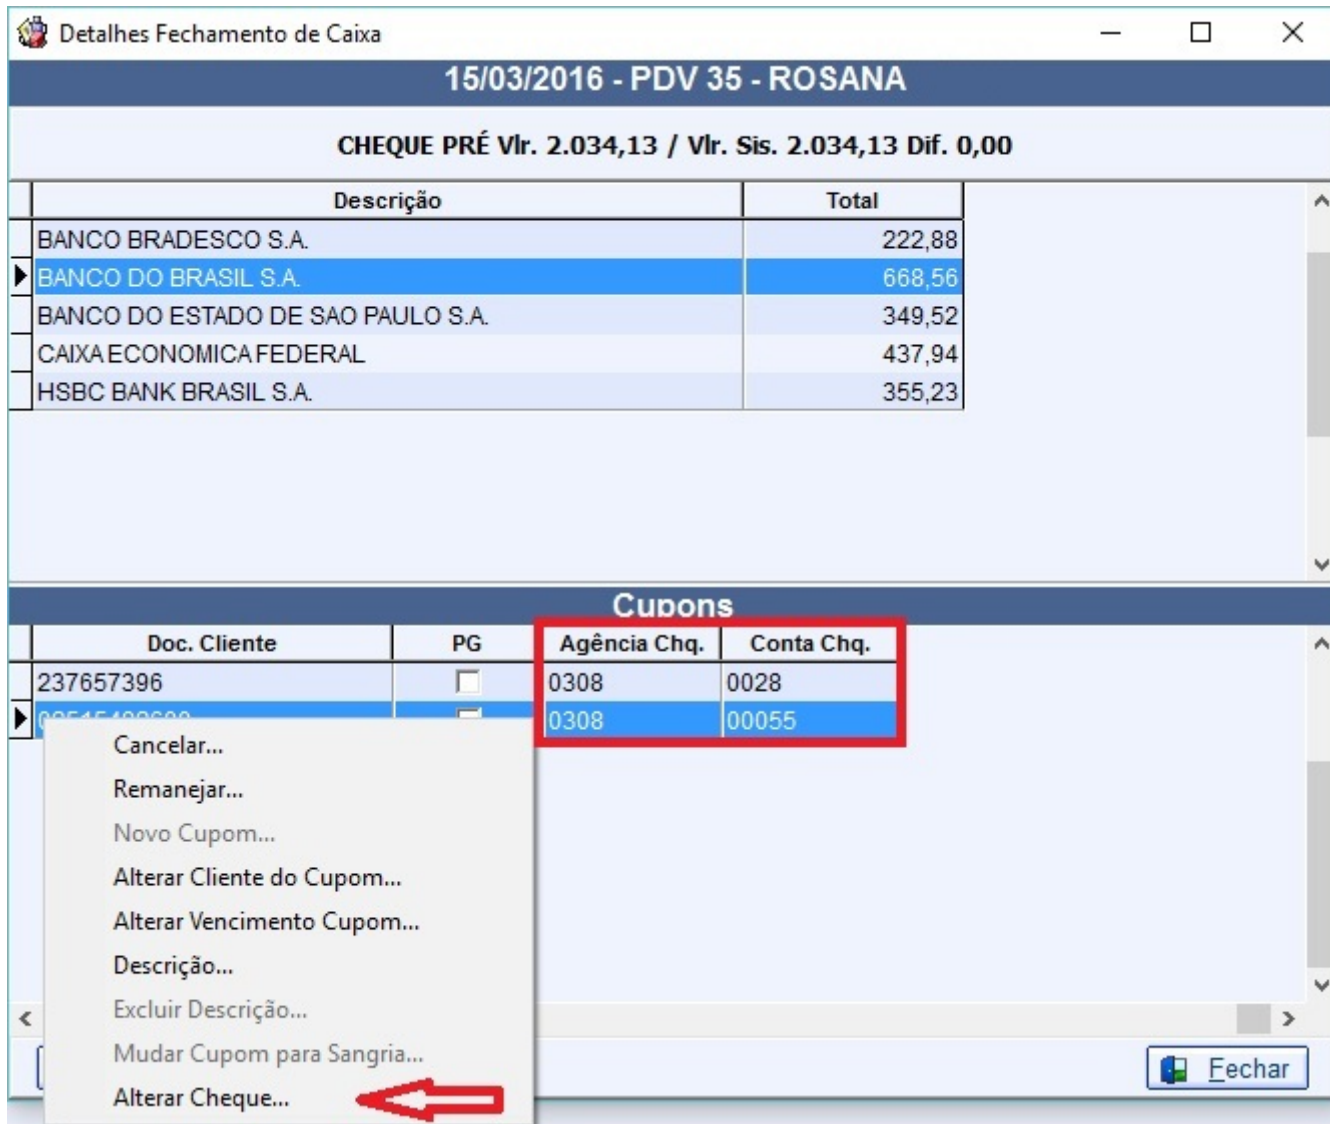 Detalhes Fechamento de Caixa
15/03/2016 - PDV 35 - ROSANA
CHEQUE PRÉ Vlr. 2.034,13 / Vlr. Sis. 2.034,13 Dif. 0,00
Descrição Total
BANCO BRADESCO S.A. 222,88
BANCO DO BRASIL S.A. 668,56
BANCO DO ESTADO DE SAO PAULO S.A. 349,52
CAIXA ECONOMICA FEDERAL 437,94
HSBC BANK BRASIL S.A. 355,23
Cupons
Doc. Cliente PG Agência Chq. Conta Chq.
237657396 0308 0028
0308 00055
Cancelar...
Remanejar...
Novo Cupom...
Alterar Cliente do Cupom...
Alterar Vencimento Cupom...
Descrição...
Excluir Descrição...
Mudar Cupom para Sangria...
Alterar Cheque...
Fechar